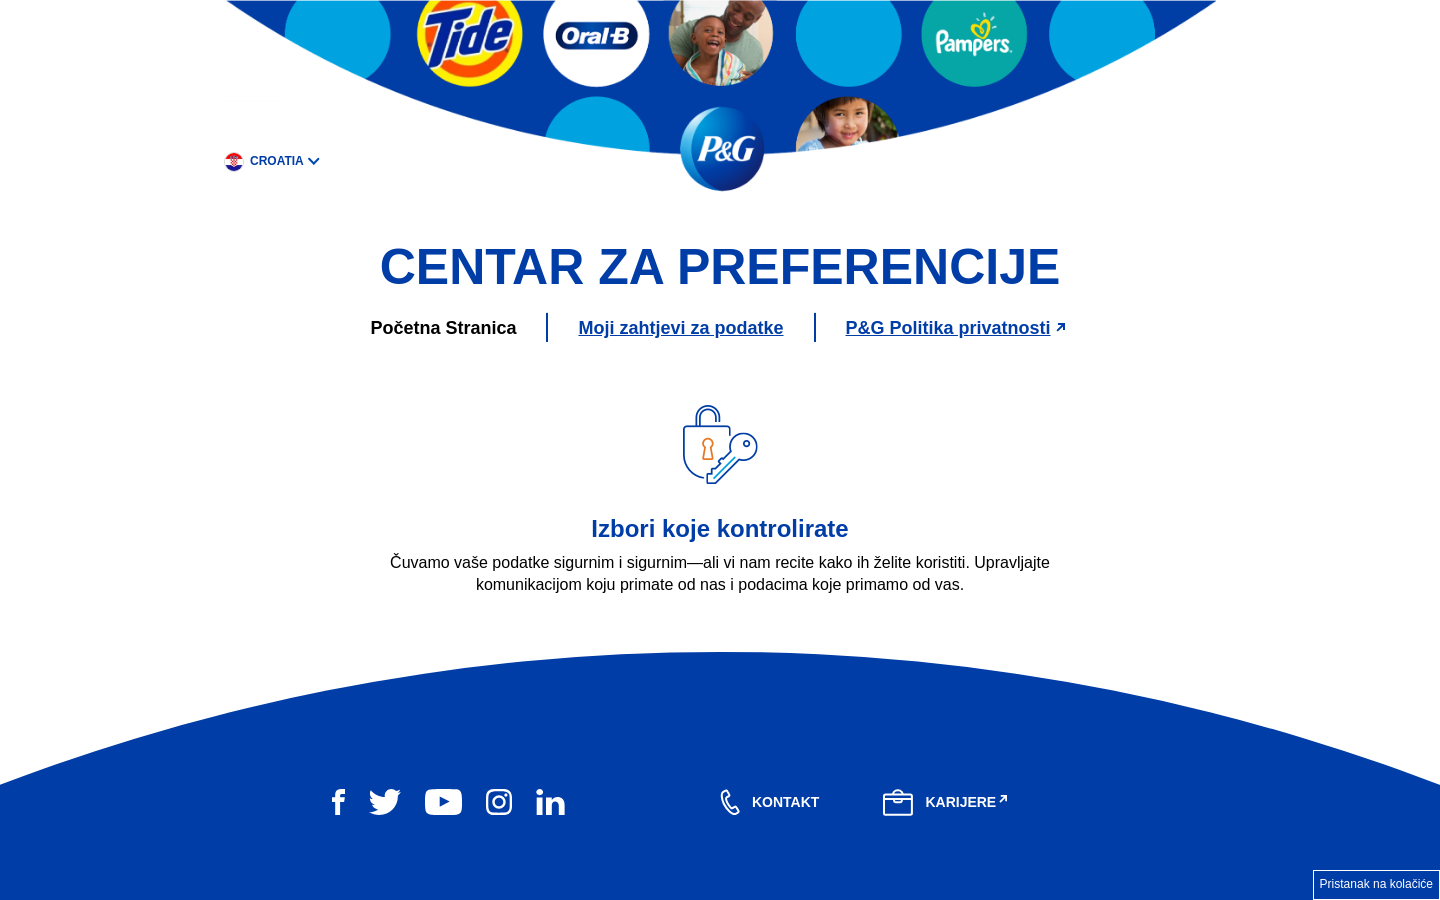 Tide
Oral-B
Pampers
P&G
CROATIA
CENTAR ZA PREFERENCIJE
Početna Stranica
Moji zahtjevi za podatke
P&G Politika privatnosti
Izbori koje kontrolirate
Čuvamo vaše podatke sigurnim i sigurnim—ali vi nam recite kako ih želite koristiti. Upravljajte
komunikacijom koju primate od nas i podacima koje primamo od vas.
KONTAKT
KARIJERE
Pristanak na kolačiće